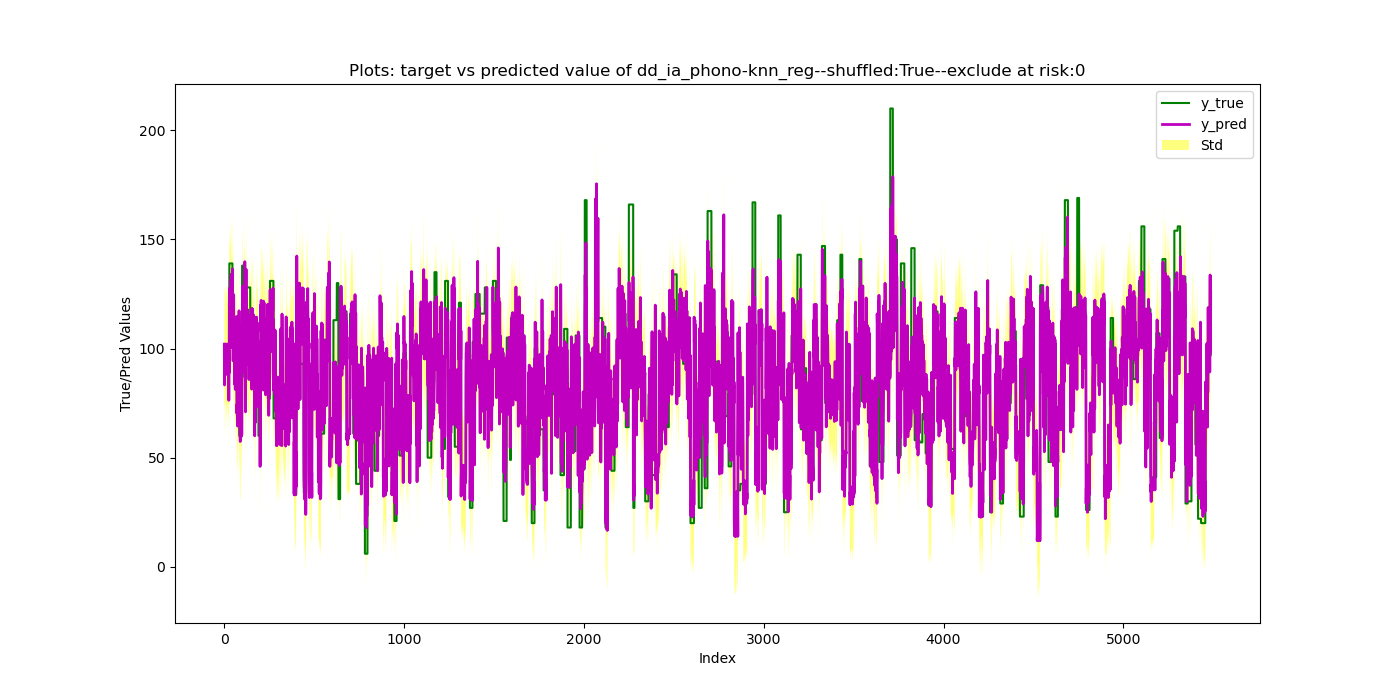 Plots: target vs predicted value of dd_ia_phono-knn_reg--shuffled:True--exclude at risk:0
y_true
y_pred
Std
True/Pred Values
200
150
100
50
0
0 1000 2000 3000 4000 5000
Index